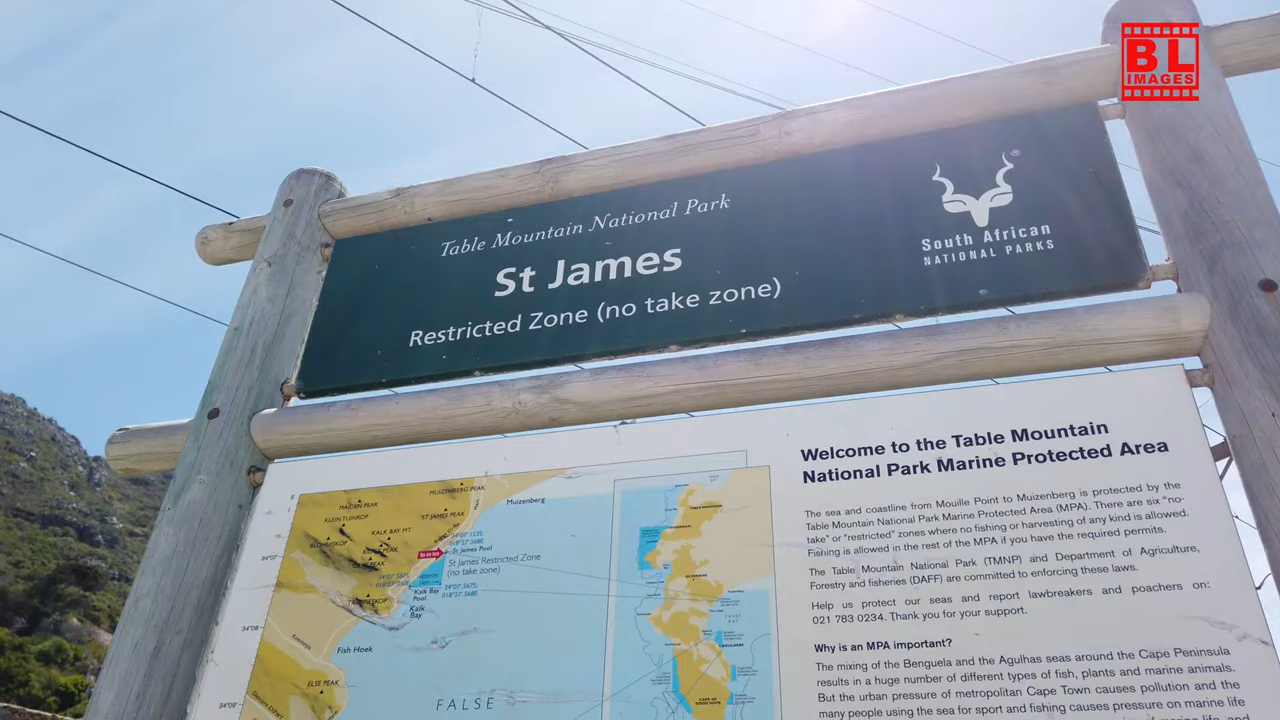 BL
IMAGES
Table Mountain National Park
St James
Restricted Zone (no take zone)
South African
NATIONAL PARKS
Welcome to the Table Mountain
National Park Marine Protected Area
The sea and coastline from Mouille Point to Muizenberg is protected by the
Table Mountain National Park Marine Protected Area (MPA). There are six "no-
take" or "restricted" zones where no fishing or harvesting of any kind is allowed.
Fishing is allowed in the rest of the MPA if you have the required permits.
The Table Mountain National Park (TMNP) and Department of Agriculture,
Forestry and fisheries (DAFF) are committed to enforcing these laws.
Help us protect our seas and report lawbreakers and poachers on:
021 783 0234. Thank you for your support.
Why is an MPA important?
The mixing of the Benguela and the Agulhas seas around the Cape Peninsula
results in a huge number of different types of fish, plants and marine animals.
But the urban pressure of metropolitan Cape Town causes pollution and the
many people using the sea for sport and fishing causes pressure on marine life
MUIZENBERG PEAK
Muizenberg
MAIDEN PEAK
KLEIN TUINKOP
ST JAMES PEAK
KALK BAY MT
St James Pool
St James Restricted Zone
(no take zone)
34°07'
Kalk Bay
Pool
Kalk
Bay
34°08'
Fish Hoek
ELSE PEAK
34°09'
FALSE